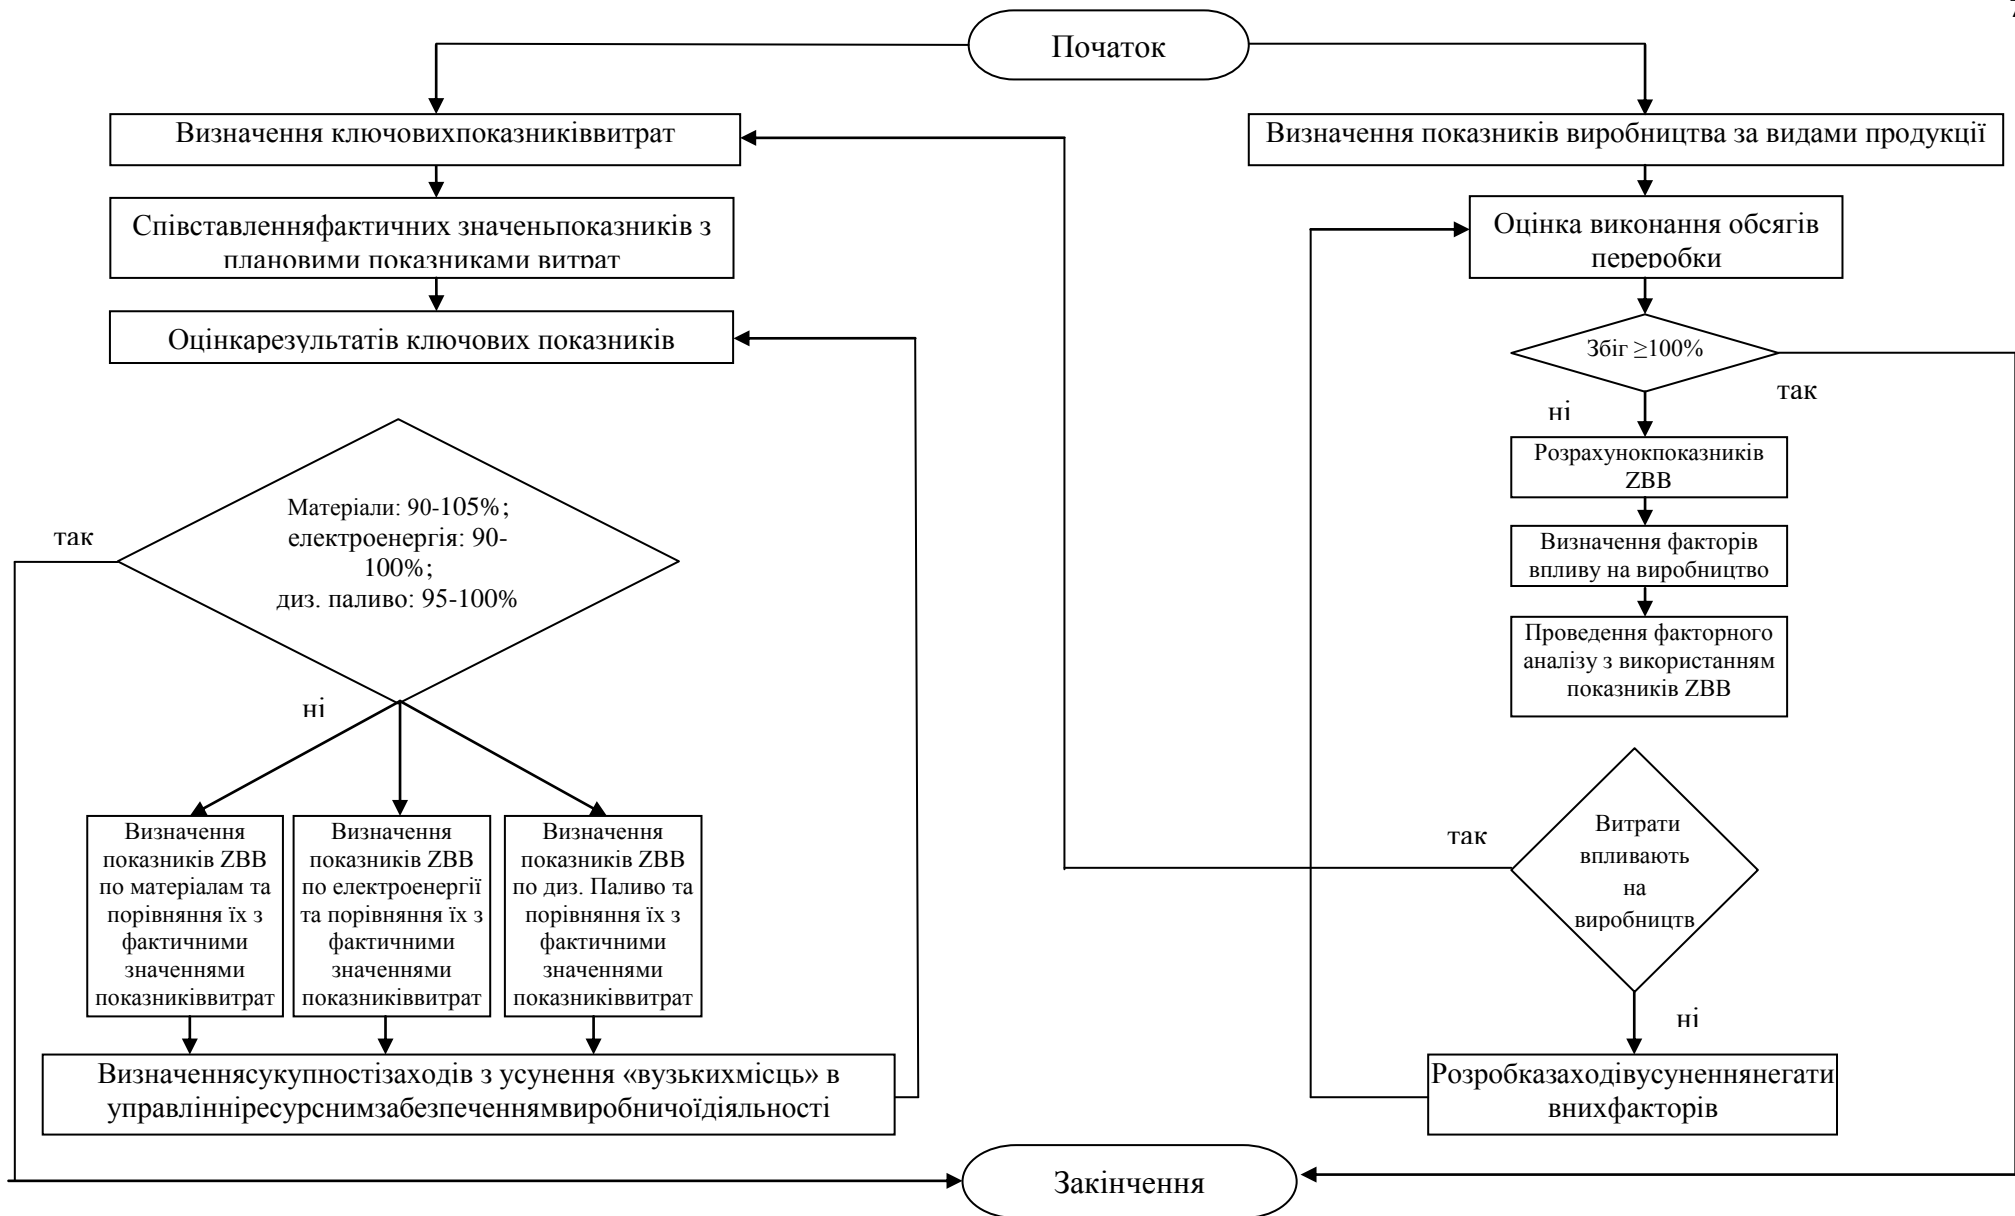 Початок
Визначення ключовихпоказниківвитрат
Співставленняфактичних значеньпоказників з
плановими показниками витрат
Оцінкарезультатів ключових показників
Матеріали: 90-105%;
електроенергія: 90-
100%;
диз. паливо: 95-100%
так
ні
Визначення
показників ZBB
по матеріалам та
порівняння їх з
фактичними
значеннями
показниківвитрат
Визначення
показників ZBB
по електроенергії
та порівняння їх з
фактичними
значеннями
показниківвитрат
Визначення
показників ZBB
по диз. Паливо та
порівняння їх з
фактичними
значеннями
показниківвитрат
Визначеннясукупностізаходів з усунення «вузькихмісць» в
управлінніресурснимзабезпеченнямвиробничоїдіяльності
Визначення показників виробництва за видами продукції
Оцінка виконання обсягів
переробки
Збіг ≥100%
так
ні
Розрахунокпоказників
ZBB
Визначення факторів
впливу на виробництво
Проведення факторного
аналізу з використанням
показників ZBB
Витрати
впливають
на
виробництв
так
ні
Розробказаходівусуненнянегати
внихфакторів
Закінчення